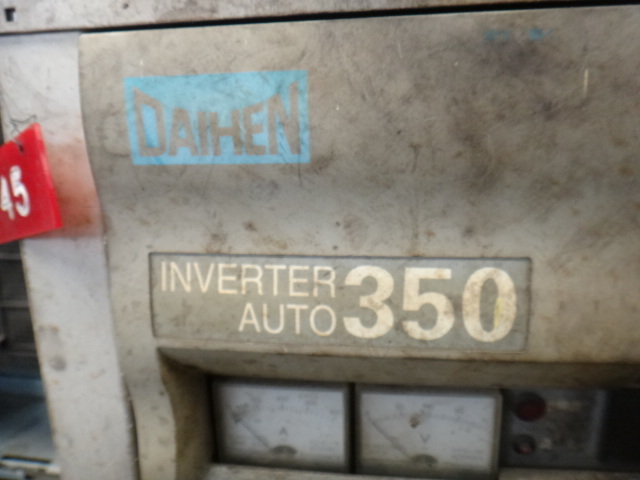 DAIHEN
45
INVERTER
AUTO 350
A
V